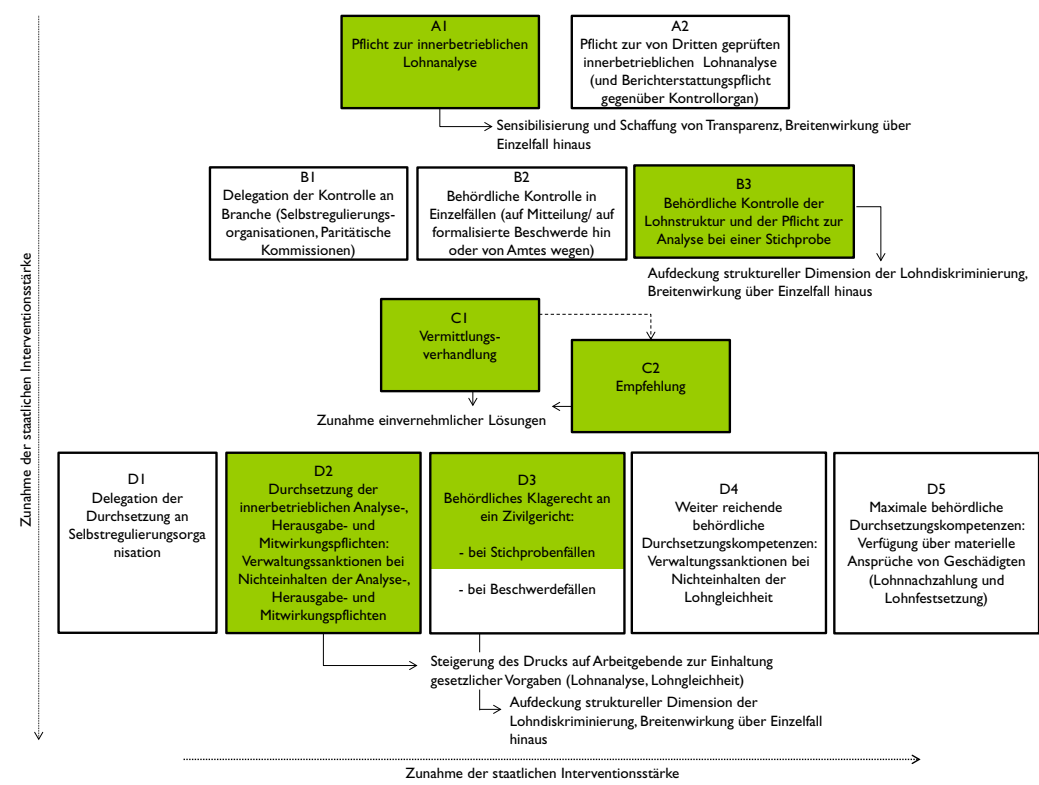 A1
Pflicht zur innerbetrieblichen
Lohnanalyse
A2
Pflicht zur von Dritten geprüften
innerbetrieblichen Lohnanalyse
(und Berichterstattungspflicht
gegenüber Kontrollorgan)
Sensibilisierung und Schaffung von Transparenz, Breitenwirkung über
Einzelfall hinaus
B1
Delegation der Kontrolle an
Branche (Selbstregulierungs-
organisationen, Paritätische
Kommissionen)
B2
Behördliche Kontrolle in
Einzelfällen (auf Mitteilung/ auf
formalisierte Beschwerde hin
oder von Amtes wegen)
B3
Behördliche Kontrolle der
Lohnstruktur und der Pflicht zur
Analyse bei einer Stichprobe
Aufdeckung struktureller Dimension der Lohndiskriminierung,
Breitenwirkung über Einzelfall hinaus
C1
Vermittlungs-
verhandlung
C2
Empfehlung
Zunahme einvernehmlicher Lösungen
D1
Delegation der
Durchsetzung an
Selbstregulierungsorga
nisation
D2
Durchsetzung der
innerbetrieblichen Analyse-,
Herausgabe- und
Mitwirkungspflichten:
Verwaltungssanktionen bei
Nichteinhalten der Analyse-,
Herausgabe- und
Mitwirkungspflichten
D3
Behördliches Klagerecht an
ein Zivilgericht:
- bei Stichprobenfällen
- bei Beschwerdefällen
D4
Weiter reichende
behördliche
Durchsetzungskompetenzen:
Verwaltungssanktionen bei
Nichteinhalten der
Lohngleichheit
D5
Maximale behördliche
Durchsetzungskompetenzen:
Verfügung über materielle
Ansprüche von Geschädigten
(Lohnnachzahlung und
Lohnfestsetzung)
Steigerung des Drucks auf Arbeitgebende zur Einhaltung
gesetzlicher Vorgaben (Lohnanalyse, Lohngleichheit)
Aufdeckung struktureller Dimension der
Lohndiskriminierung, Breitenwirkung über Einzelfall
hinaus
Zunahme der staatlichen Interventionsstärke
Zunahme der staatlichen Interventionsstärke